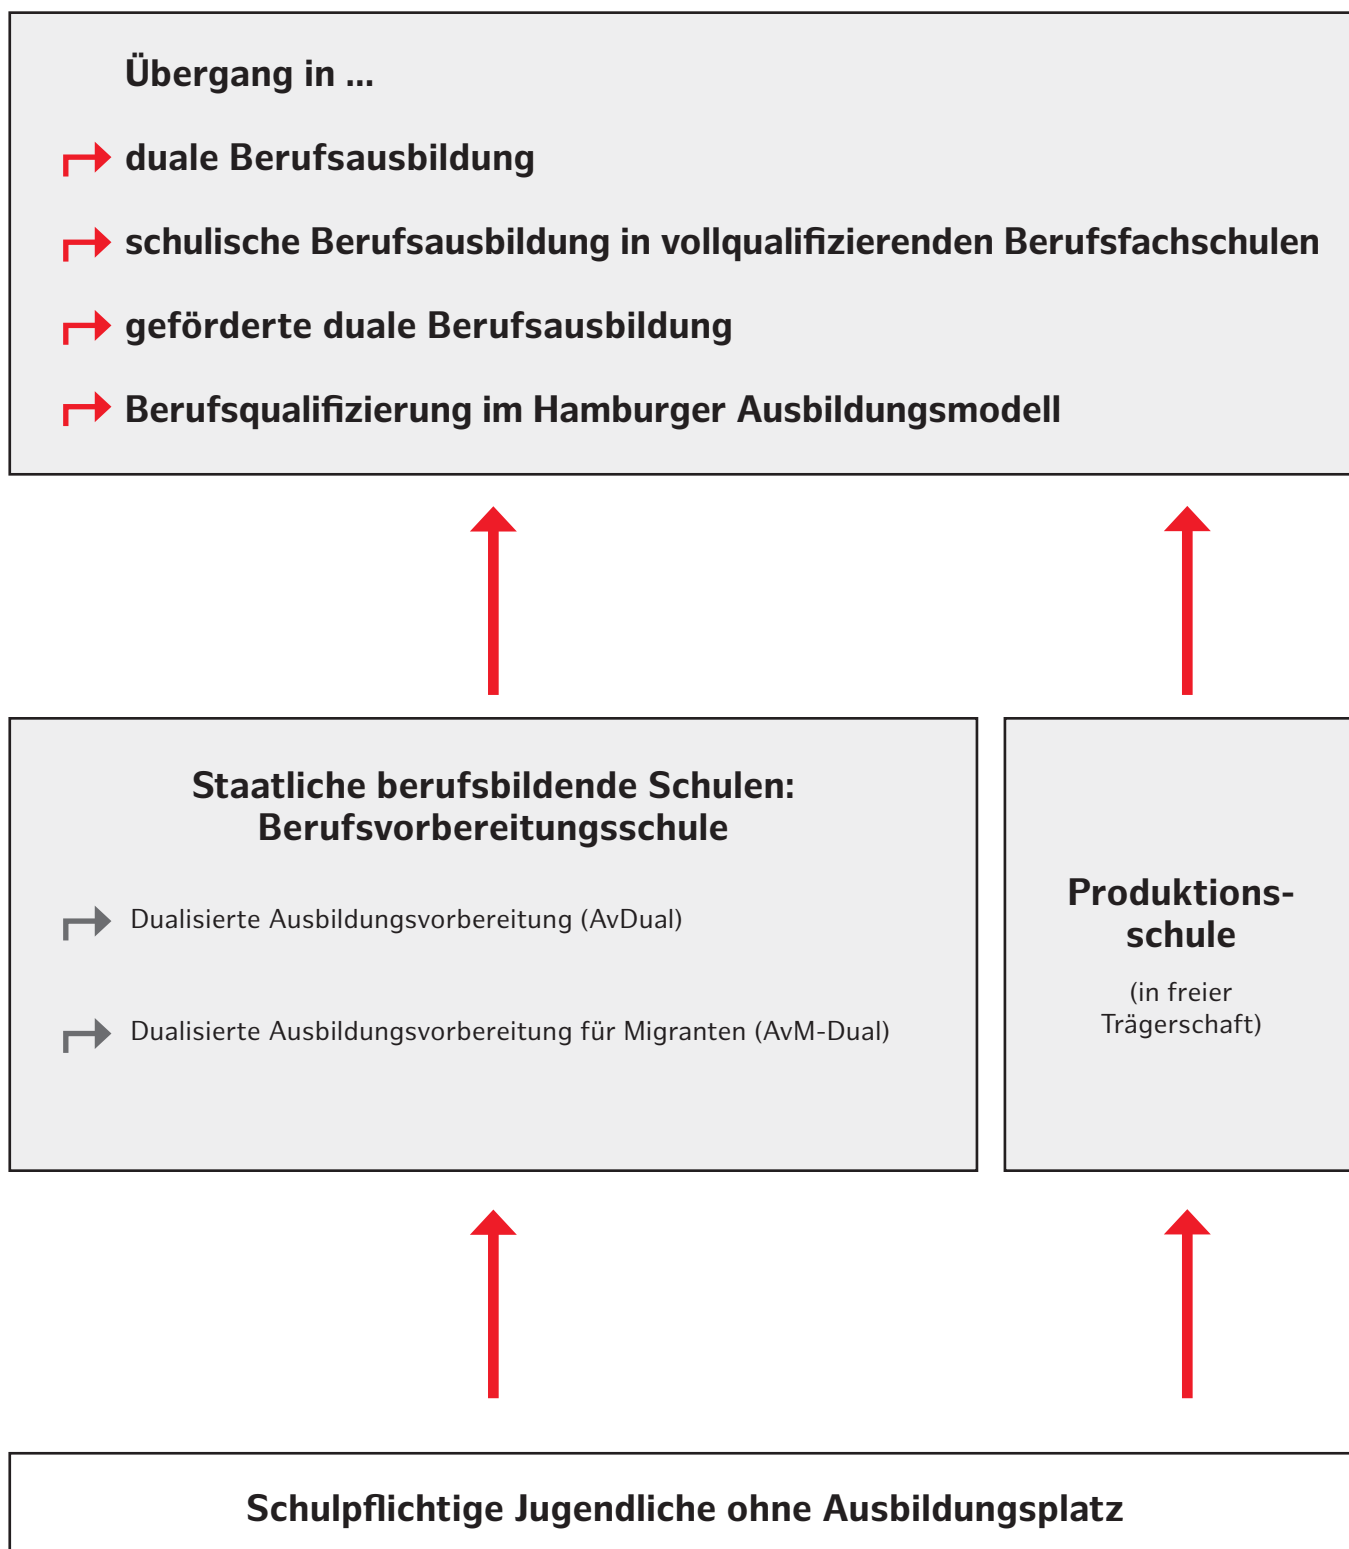 Übergang in ...
duale Berufsausbildung
schulische Berufsausbildung in vollqualifizierenden Berufsfachschulen
geförderte duale Berufsausbildung
Berufsqualifizierung im Hamburger Ausbildungsmodell
Staatliche berufsbildende Schulen:
Berufsvorbereitungsschule
Dualisierte Ausbildungsvorbereitung (AvDual)
Dualisierte Ausbildungsvorbereitung für Migranten (AvM-Dual)
Produktions-
schule
(in freier
Trägerschaft)
Schulpflichtige Jugendliche ohne Ausbildungsplatz